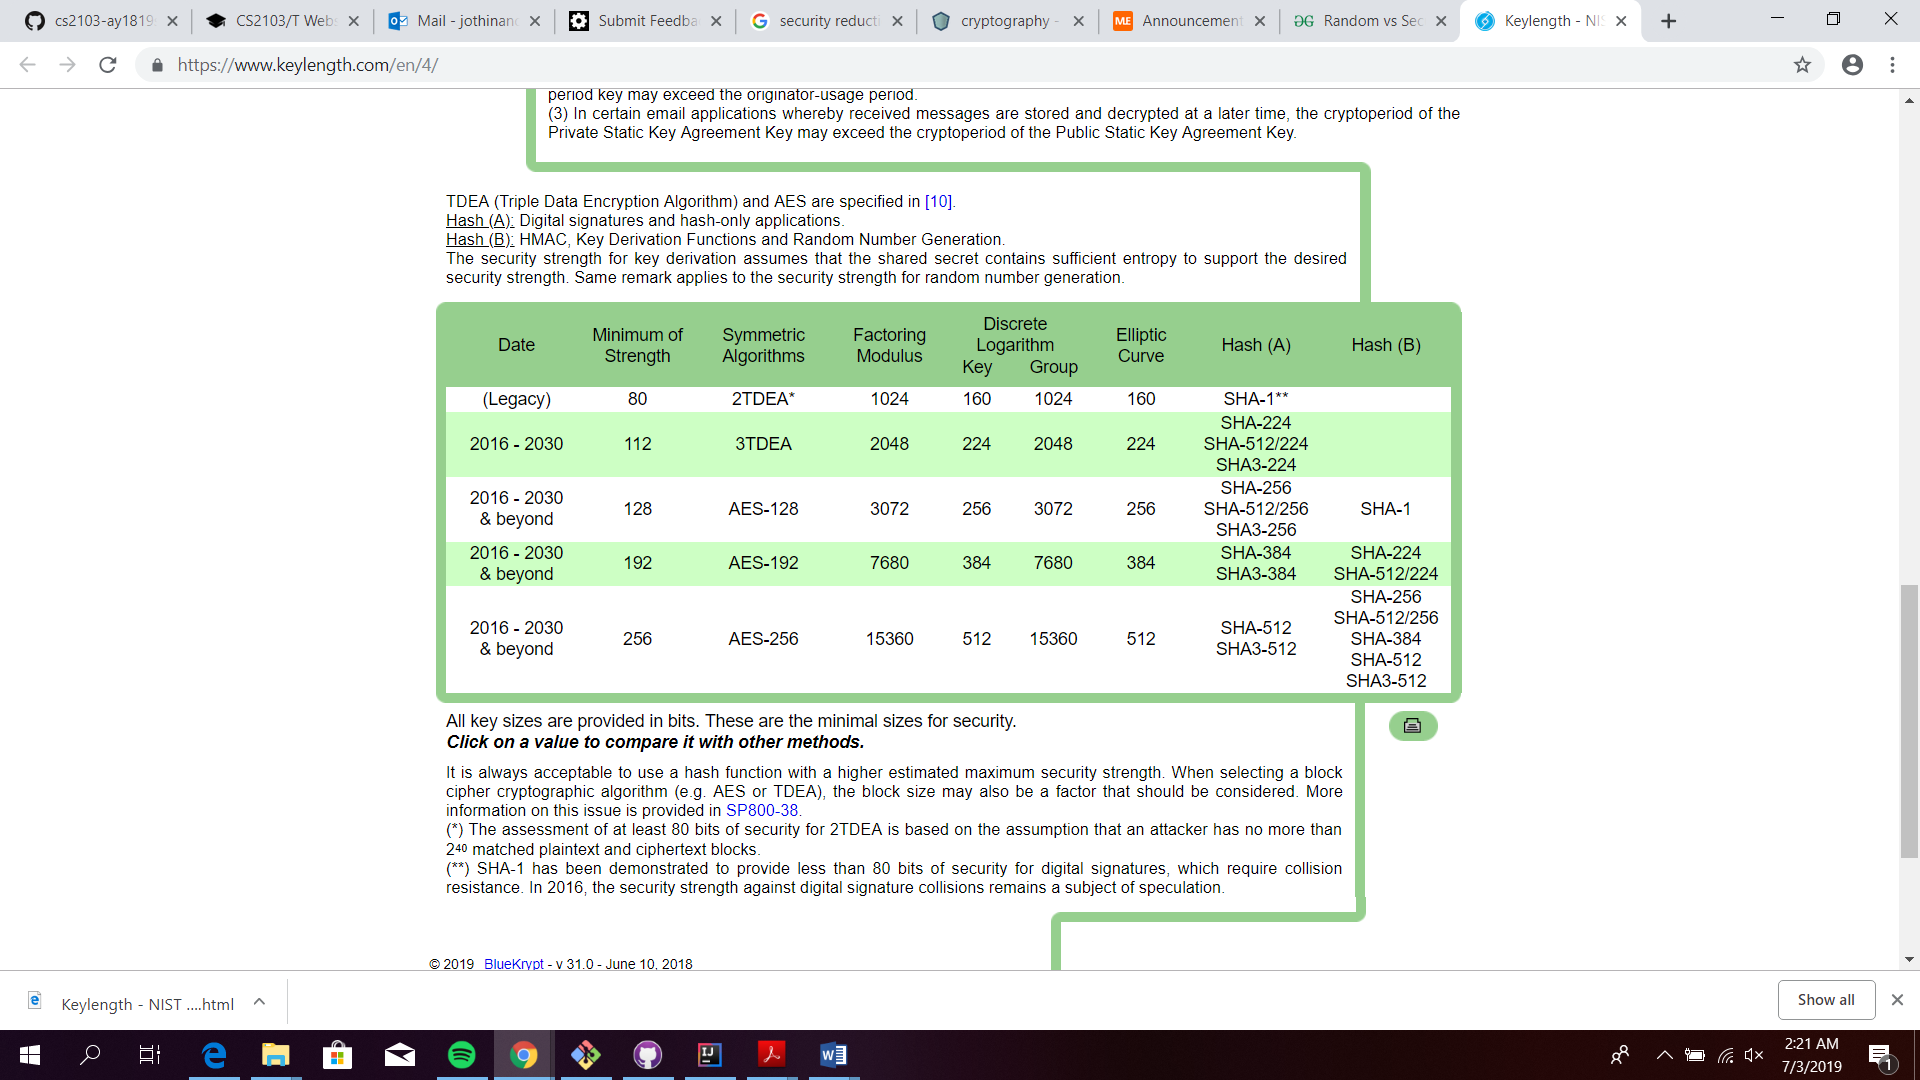 cs2103-ay1819
CS2103/T Webs
Mail - jothinan
Submit Feedba
security reducti
cryptography -
Announcement
Random vs Sec
Keylength - NIS
https://www.keylength.com/en/4/
period key may exceed the originator-usage period.
(3) In certain email applications whereby received messages are stored and decrypted at a later time, the cryptoperiod of the
Private Static Key Agreement Key may exceed the cryptoperiod of the Public Static Key Agreement Key.
TDEA (Triple Data Encryption Algorithm) and AES are specified in [10].
Hash (A): Digital signatures and hash-only applications.
Hash (B): HMAC, Key Derivation Functions and Random Number Generation.
The security strength for key derivation assumes that the shared secret contains sufficient entropy to support the desired
security strength. Same remark applies to the security strength for random number generation.
Date
Minimum of
Strength
Symmetric
Algorithms
Factoring
Modulus
Discrete
Logarithm
Key Group
Elliptic
Curve
Hash (A)
Hash (B)
(Legacy) 80 2TDEA* 1024 160 1024 160 SHA-1**
2016 - 2030 112 3TDEA 2048 224 2048 224
SHA-224
SHA-512/224
SHA3-224
2016 - 2030
& beyond
128 AES-128 3072 256 3072 256
SHA-256
SHA-512/256
SHA3-256
SHA-1
2016 - 2030
& beyond
192 AES-192 7680 384 7680 384
SHA-384
SHA3-384
SHA-224
SHA-512/224
2016 - 2030
& beyond
256 AES-256 15360 512 15360 512
SHA-512
SHA3-512
SHA-256
SHA-512/256
SHA-384
SHA-512
SHA3-512
All key sizes are provided in bits. These are the minimal sizes for security.
Click on a value to compare it with other methods.
It is always acceptable to use a hash function with a higher estimated maximum security strength. When selecting a block
cipher cryptographic algorithm (e.g. AES or TDEA), the block size may also be a factor that should be considered. More
information on this issue is provided in SP800-38.
(*) The assessment of at least 80 bits of security for 2TDEA is based on the assumption that an attacker has no more than
2⁴⁰ matched plaintext and ciphertext blocks.
(**) SHA-1 has been demonstrated to provide less than 80 bits of security for digital signatures, which require collision
resistance. In 2016, the security strength against digital signature collisions remains a subject of speculation.
© 2019 BlueKrypt - v 31.0 - June 10, 2018
Keylength - NIST ....html
Show all
2:21 AM
7/3/2019
1